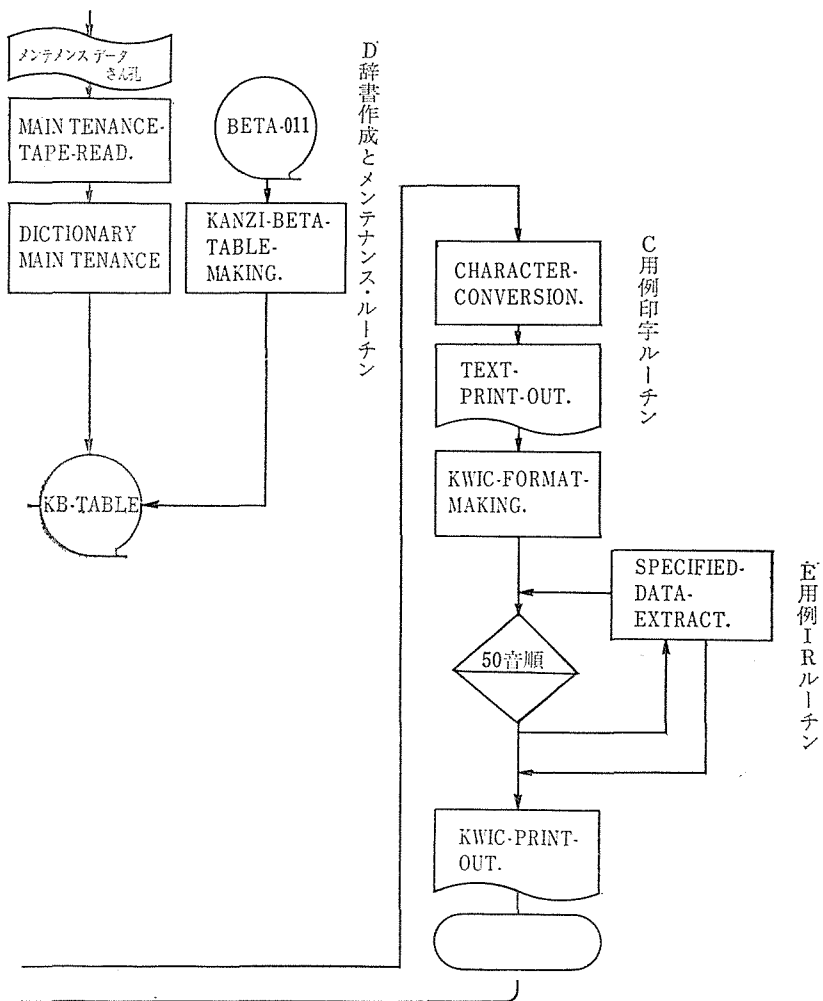 メンテメンスデータ
さん孔
MAIN TENANCE-
TAPE-READ.
DICTIONARY
MAIN TENANCE
BETA-011
KANZI-BETA-
TABLE-
MAKING.
KB-TABLE
D辞書作成とメンテナンス・ルーチン
CHARACTER-
CONVERSION.
TEXT-
PRINT-OUT.
KWIC-FORMAT-
MAKING.
C用例印字ルーチン
SPECIFIED-
DATA-
EXTRACT.
50音順
E用例IRルーチン
KWIC-PRINT-
OUT.